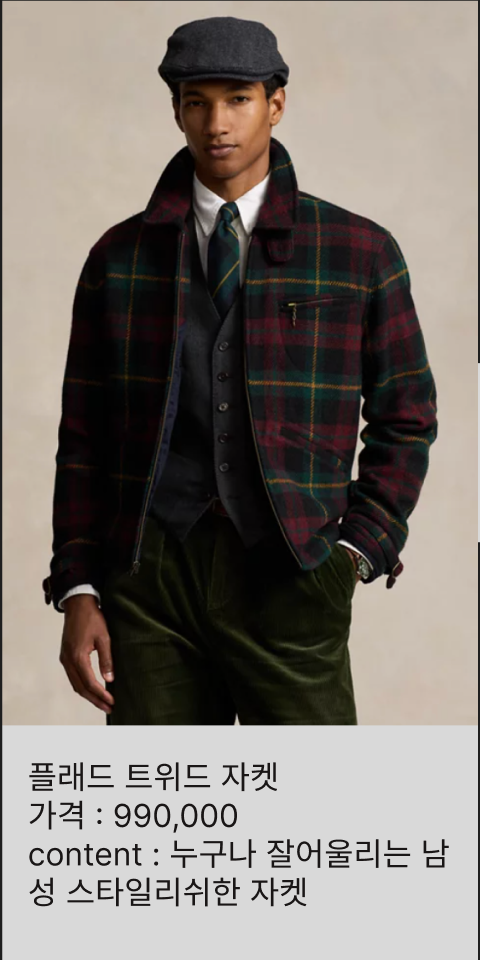 플래드 트위드 자켓
가격 : 990,000
content : 누구나 잘어울리는 남
성 스타일리쉬한 자켓